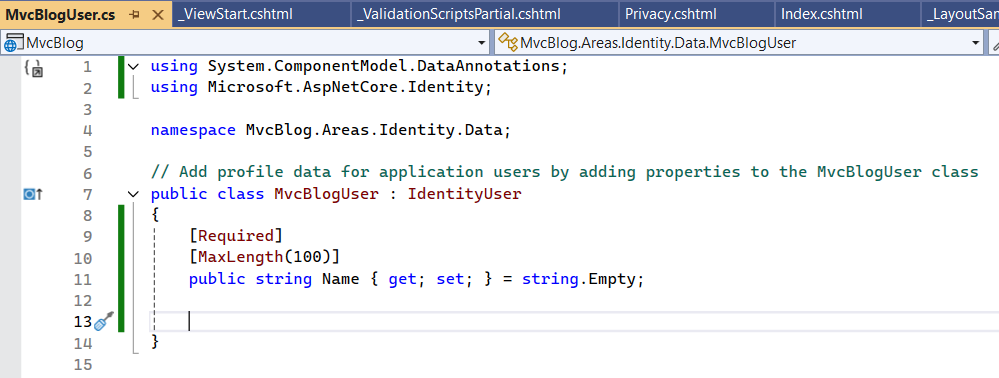 MvcBlogUser.cs _ViewStart.cshtml _ValidationScriptsPartial.cshtml Privacy.cshtml Index.cshtml _LayoutSan
MvcBlog MvcBlog.Areas.Identity.Data.MvcBlogUser
1 using System.ComponentModel.DataAnnotations;
2 using Microsoft.AspNetCore.Identity;
3
4 namespace MvcBlog.Areas.Identity.Data;
5
6 // Add profile data for application users by adding properties to the MvcBlogUser class
7 public class MvcBlogUser : IdentityUser
8 {
9 [Required]
10 [MaxLength(100)]
11 public string Name { get; set; } = string.Empty;
12
13
14 }
15